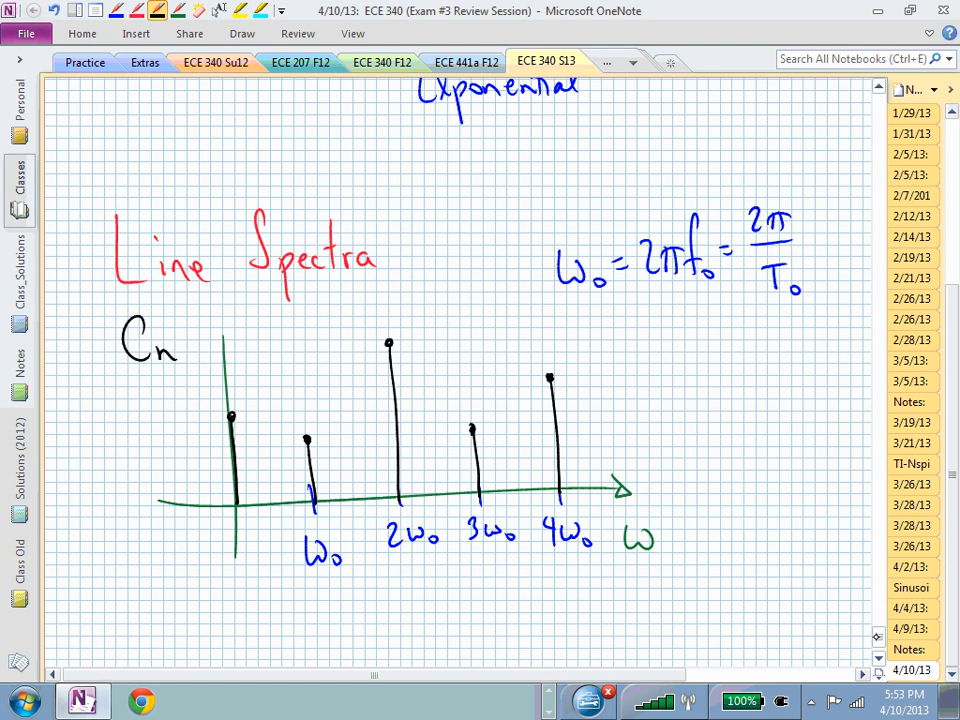 4/10/13: ECE 340 (Exam #3 Review Session) - Microsoft OneNote
File Home Insert Share Draw Review View
Practice Extras ECE 340 Su12 ECE 207 F12 ECE 340 F12 ECE 441a F12 ECE 340 S13 ... Search All Notebooks (Ctrl+E)
Personal
Classes
Class_Solutions
Notes
Solutions (2012)
Class Old
Exponential
Line Spectra
ω₀ = 2πf₀ = 2π/T₀
Cn
ω₀ 2ω₀ 3ω₀ 4ω₀ ω
N...
1/29/13
1/31/13
2/5/13:
2/5/13:
2/7/201
2/12/13
2/14/13
2/19/13
2/21/13
2/26/13
2/26/13
2/28/13
3/5/13:
3/5/13:
Notes:
3/19/13
3/21/13
TI-Nspi
3/26/13
3/28/13
3/28/13
3/26/13
4/2/13:
Sinusoi
4/4/13:
4/9/13:
Notes:
4/10/13
100%
5:53 PM
4/10/2013